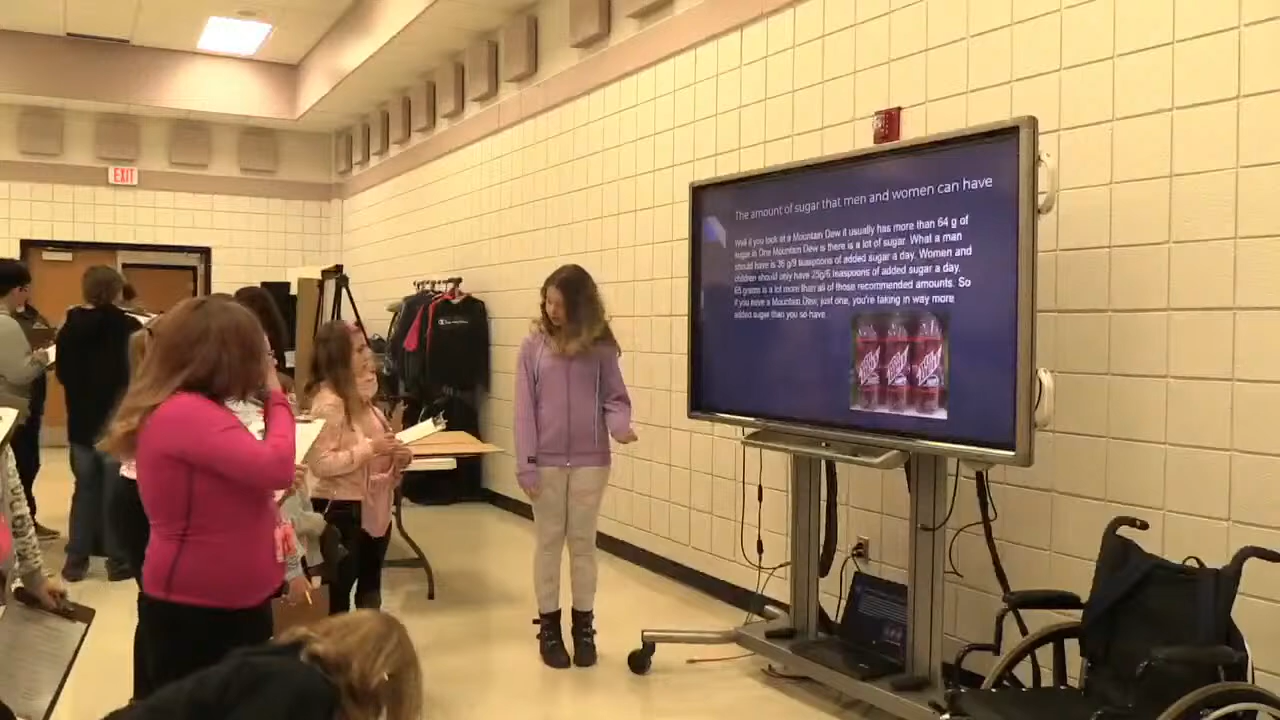 EXIT
The amount of sugar that men and women can have
Well if you look at a Mountain Dew it usually has more than 64 g of
sugar. In One Mountain Dew is there is a lot of sugar. What a man
should have is 36 g/9 teaspoons of added sugar a day. Women and
children should only have 25g/6 teaspoons of added sugar a day.
65 grams is a lot more than all of those recommended amounts. So
if you have a Mountain Dew, just one, you're taking in way more
added sugar than you so have.